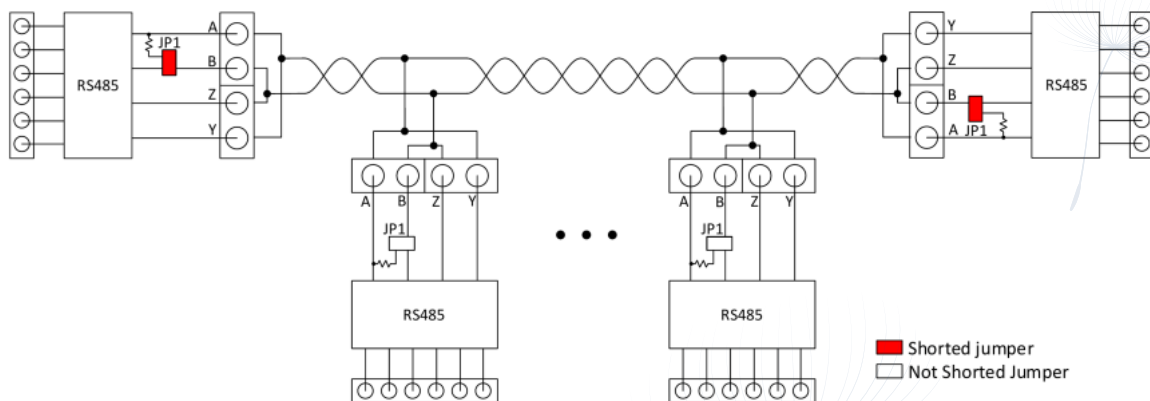 A
JP1
B
RS485
Z
Y
Y
Z
RS485
B
JP1
A
A B Z Y
JP1
RS485
A B Z Y
JP1
RS485
Shorted jumper
Not Shorted Jumper